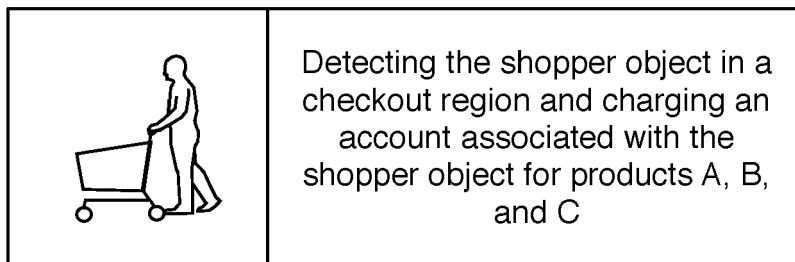 Detecting the shopper object in a
checkout region and charging an
account associated with the
shopper object for products A, B,
and C